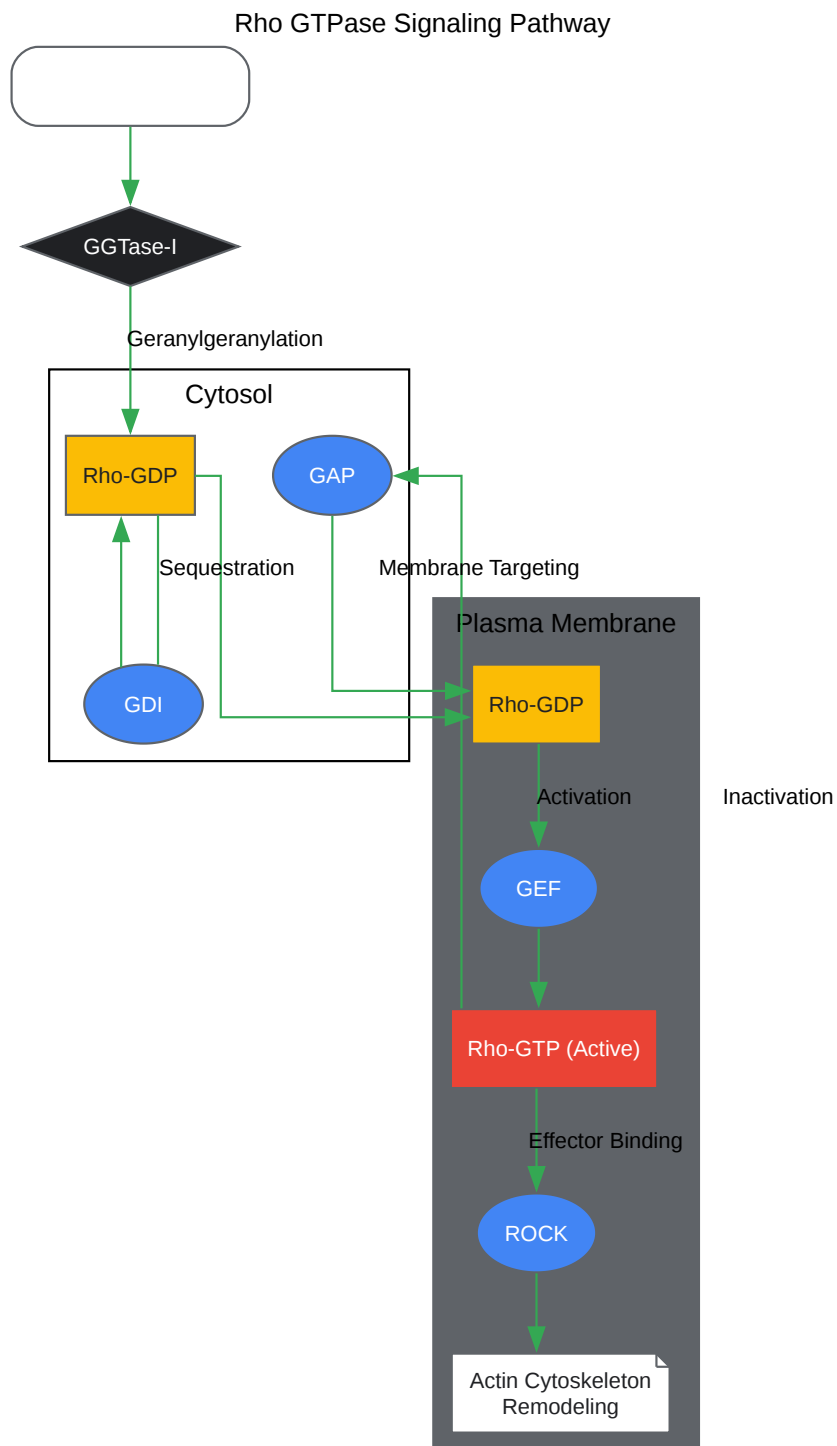 Rho GTPase Signaling Pathway
GGTase-I
Geranylgeranylation
Cytosol
Rho-GDP
GAP
Sequestration
Membrane Targeting
Plasma Membrane
GDI
Rho-GDP
Activation
Inactivation
GEF
Rho-GTP (Active)
Effector Binding
ROCK
Actin Cytoskeleton
Remodeling